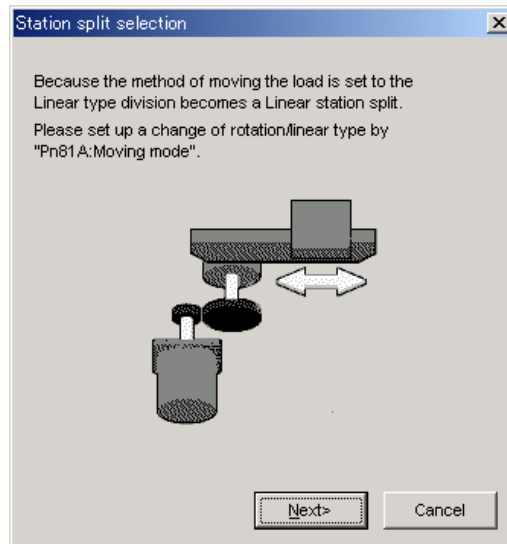 Station split selection
Because the method of moving the load is set to the
Linear type division becomes a Linear station split.
Please set up a change of rotation/linear type by
"Pn81A:Moving mode".
Next>
Cancel